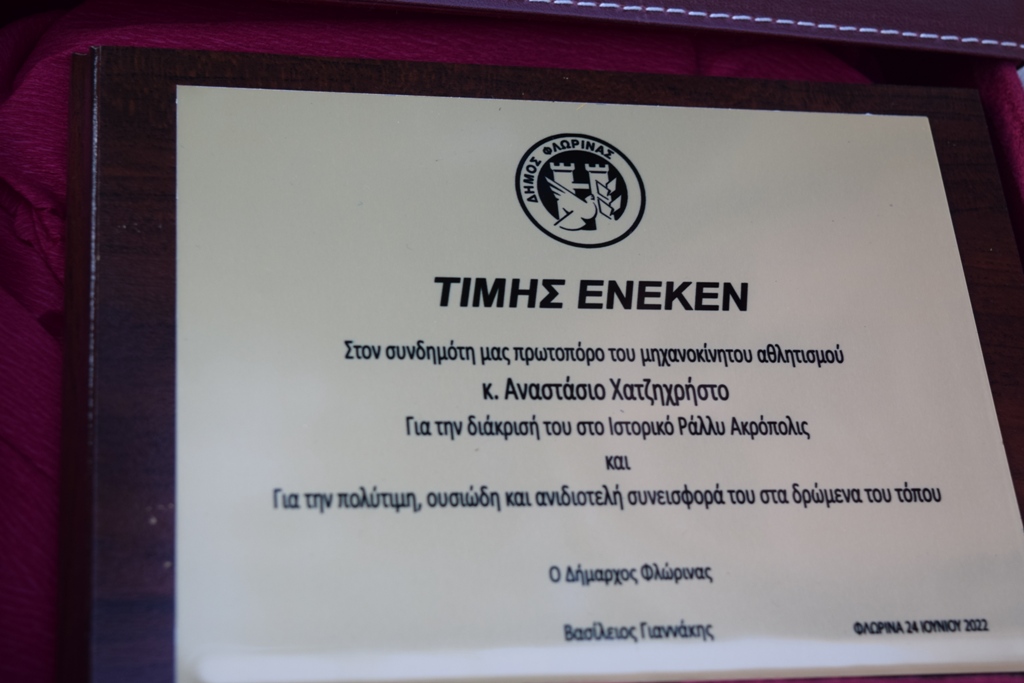 ΔΗΜΟΣ ΦΛΩΡΙΝΑΣ
ΤΙΜΗΣ ΕΝΕΚΕΝ
Στον συνδημότη μας πρωτοπόρο του μηχανοκίνητου αθλητισμού
κ. Αναστάσιο Χατζηχρήστο
Για την διάκρισή του στο Ιστορικό Ράλλυ Ακρόπολις
και
Για την πολύτιμη, ουσιώδη και ανιδιοτελή συνεισφορά του στα δρώμενα του τόπου
Ο Δήμαρχος Φλώρινας
Βασίλειος Γιαννάκης
ΦΛΩΡΙΝΑ 24 ΙΟΥΝΙΟΥ 2022